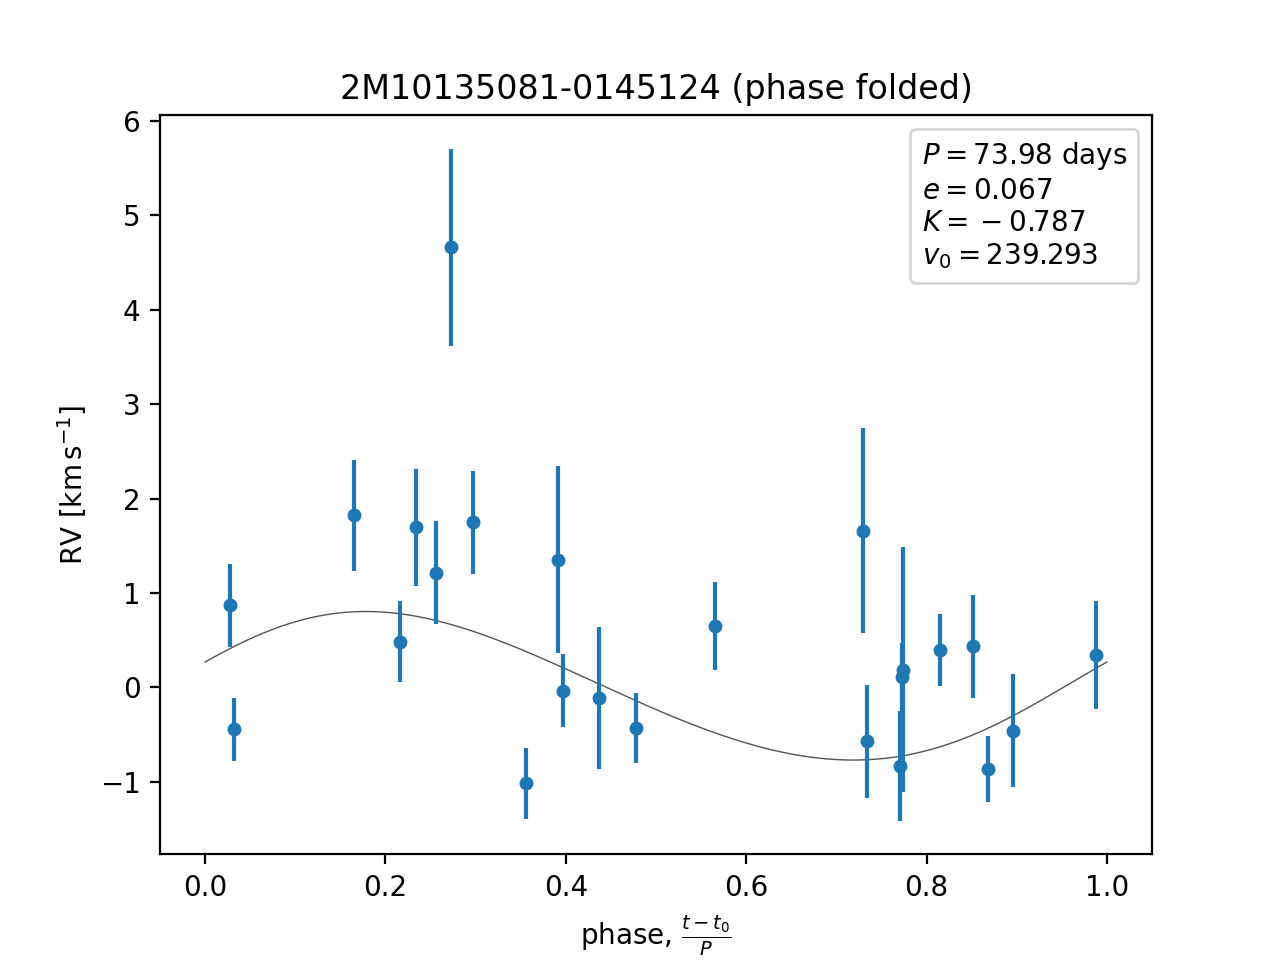 2M10135081-0145124 (phase folded)
P = 73.98 days
e = 0.067
K = −0.787
v₀ = 239.293
6
5
4
3
2
1
0
−1
RV [km s⁻¹]
0.0 0.2 0.4 0.6 0.8 1.0
phase, (t − t₀)/P